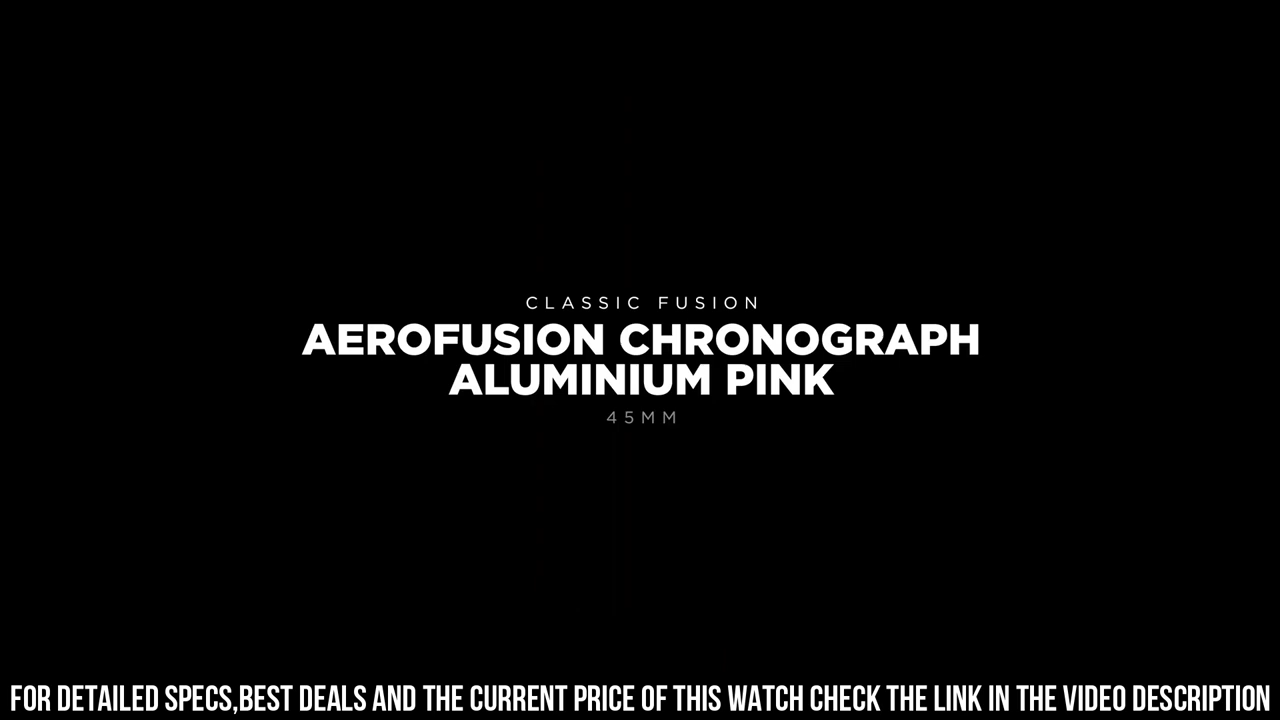 CLASSIC FUSION
AEROFUSION CHRONOGRAPH
ALUMINIUM PINK
45MM
FOR DETAILED SPECS,BEST DEALS AND THE CURRENT PRICE OF THIS WATCH CHECK THE LINK IN THE VIDEO DESCRIPTION